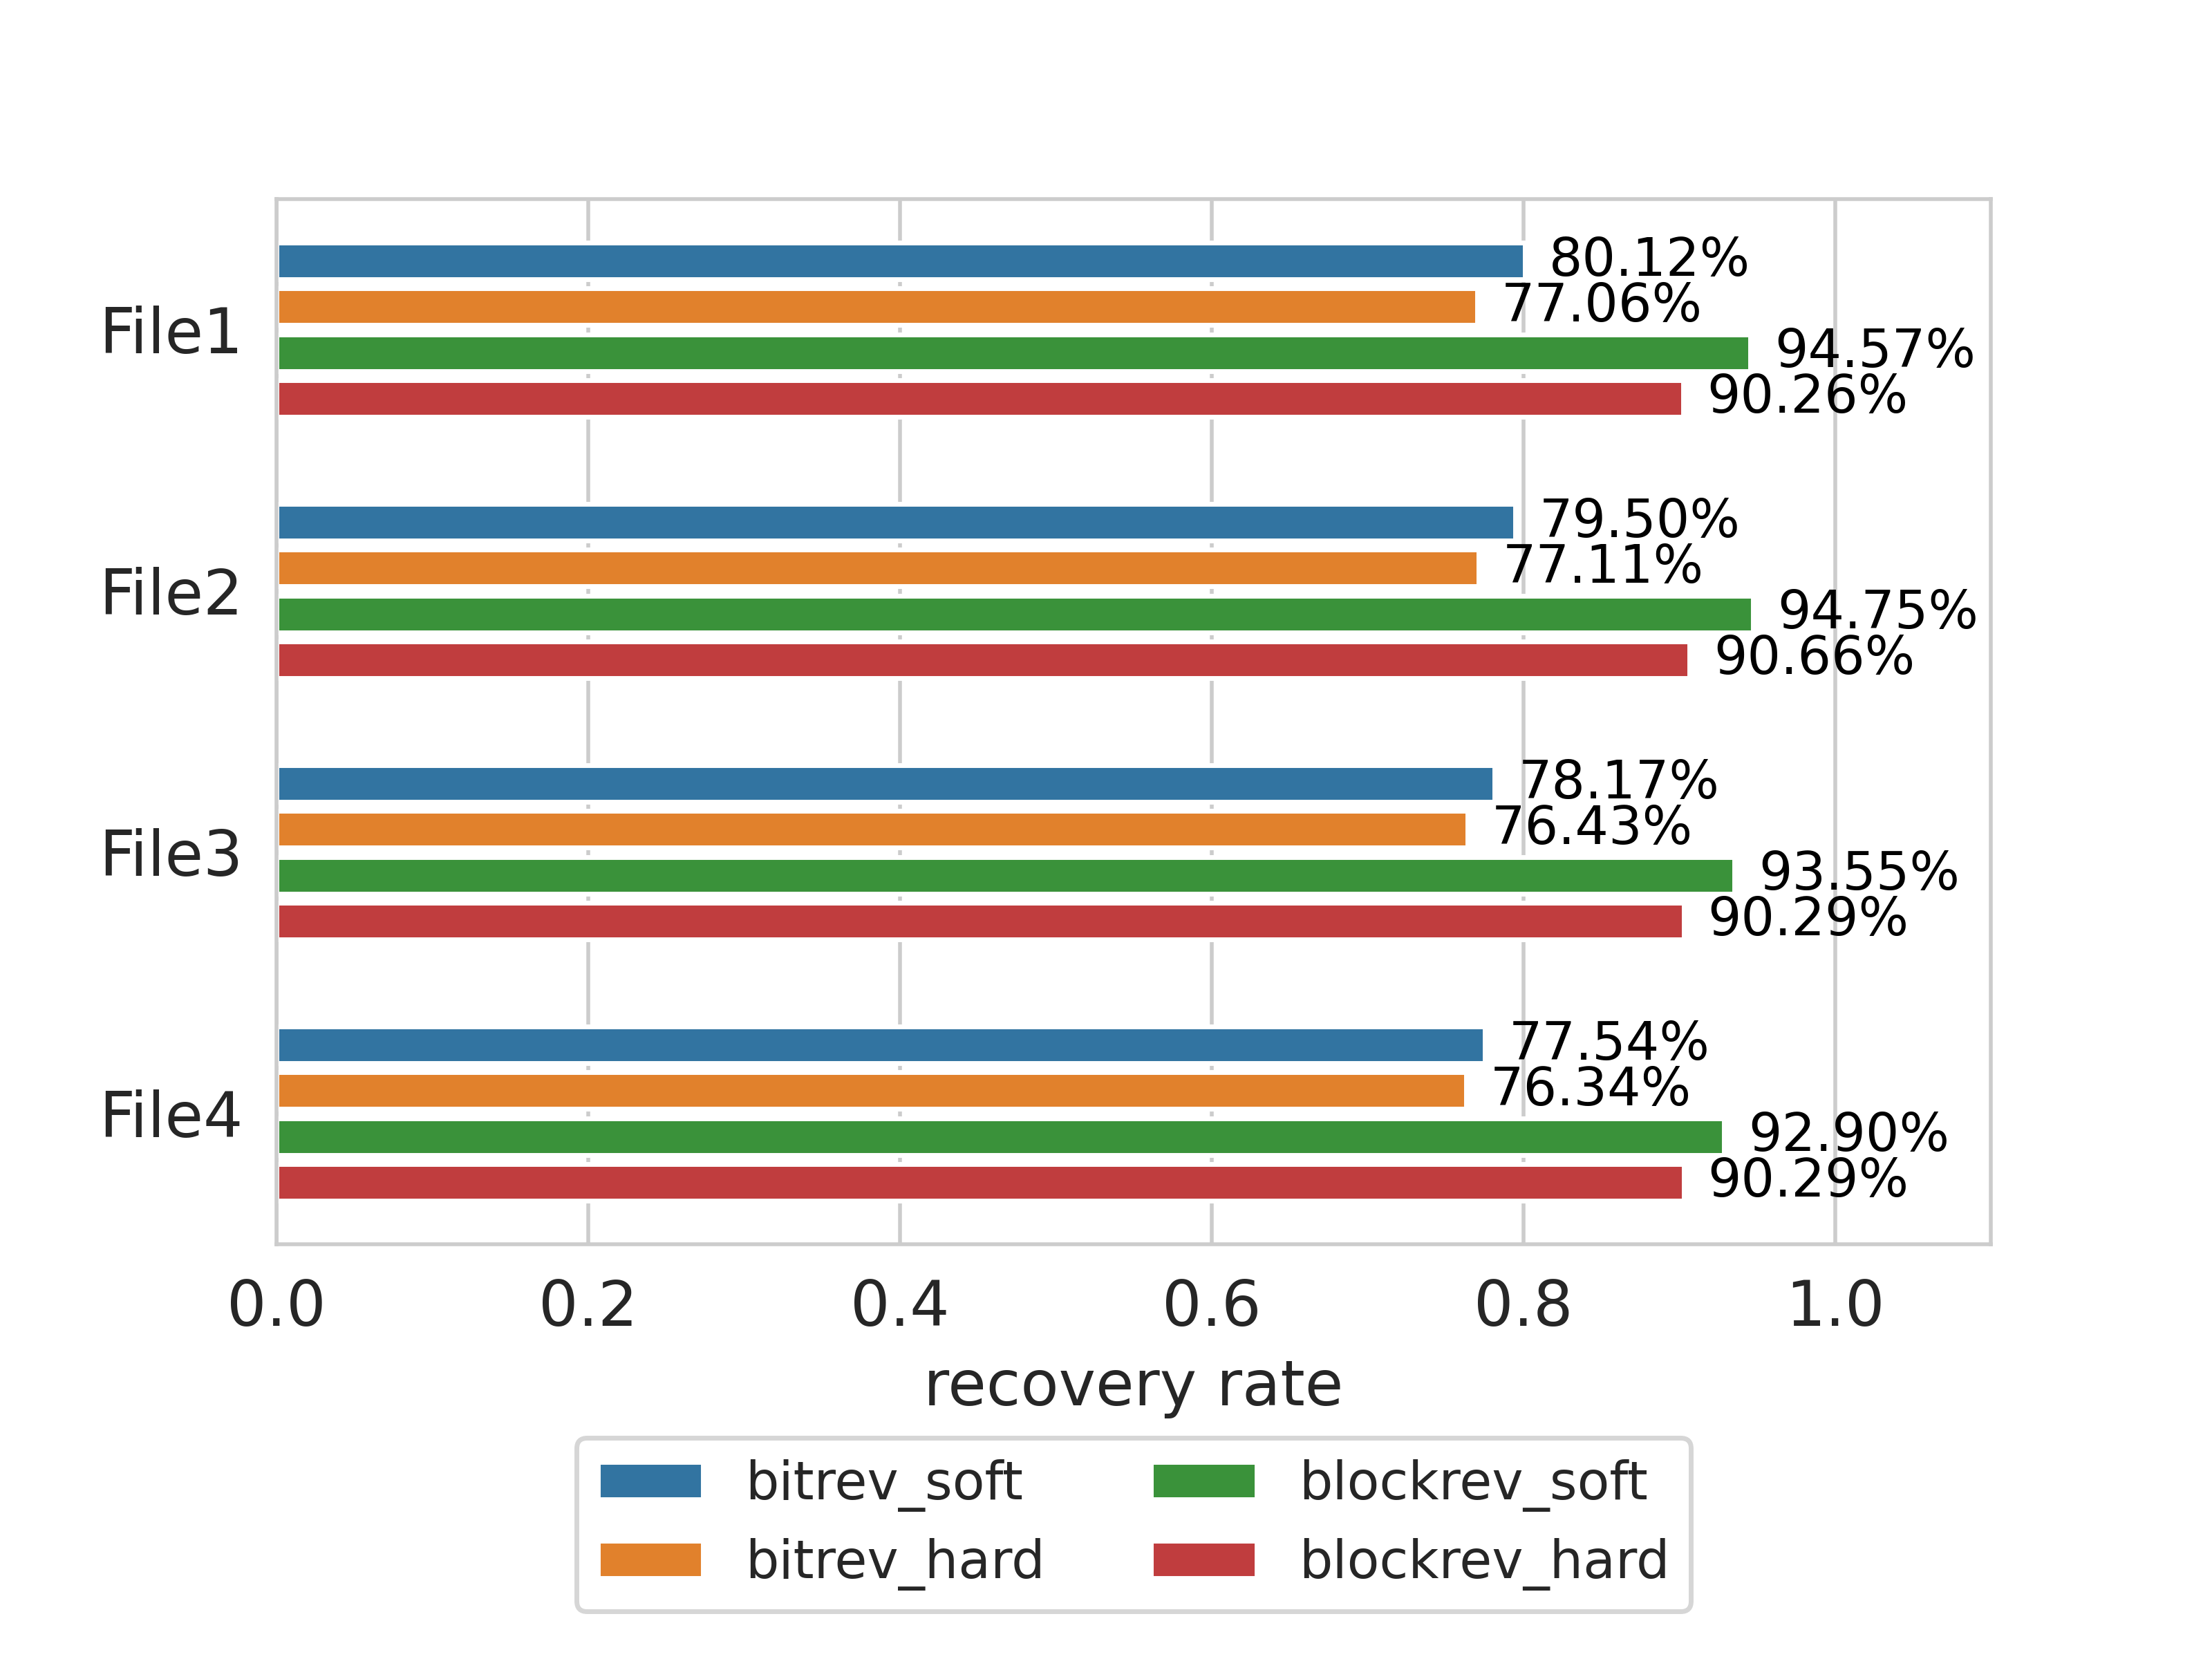 80.12%
77.06%
File1
94.57%
90.26%
79.50%
77.11%
File2
94.75%
90.66%
78.17%
76.43%
File3
93.55%
90.29%
77.54%
76.34%
File4
92.90%
90.29%
0.0 0.2 0.4 0.6 0.8 1.0
recovery rate
bitrev_soft blockrev_soft
bitrev_hard blockrev_hard